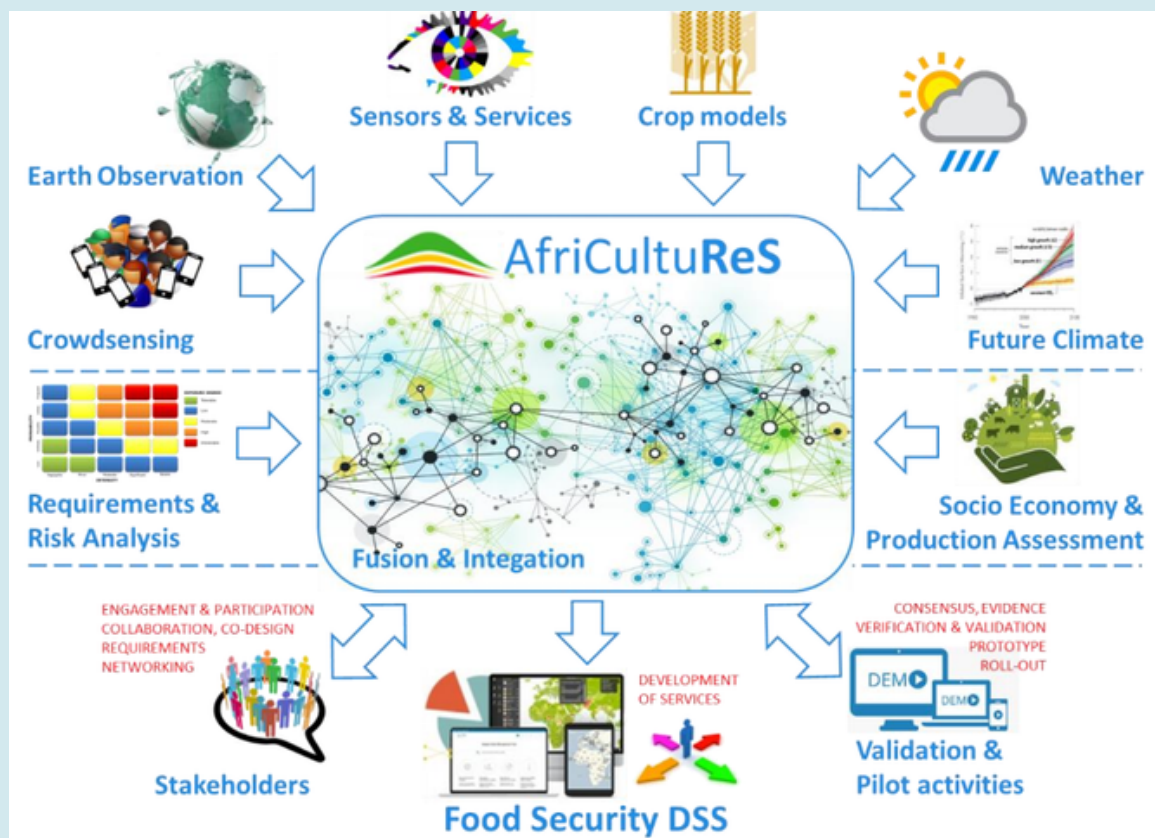 Sensors & Services
Crop models
Earth Observation
Weather
AfriCultuReS
Crowdsensing
Future Climate
Requirements &
Risk Analysis
Socio Economy &
Production Assessment
Fusion & Integation
ENGAGEMENT & PARTICIPATION
COLLABORATION, CO-DESIGN
REQUIREMENTS
NETWORKING
CONSENSUS, EVIDENCE
VERIFICATION & VALIDATION
PROTOTYPE
ROLL-OUT
DEVELOPMENT
OF SERVICES
DEMO
DEMO
Stakeholders
Validation &
Pilot activities
Food Security DSS